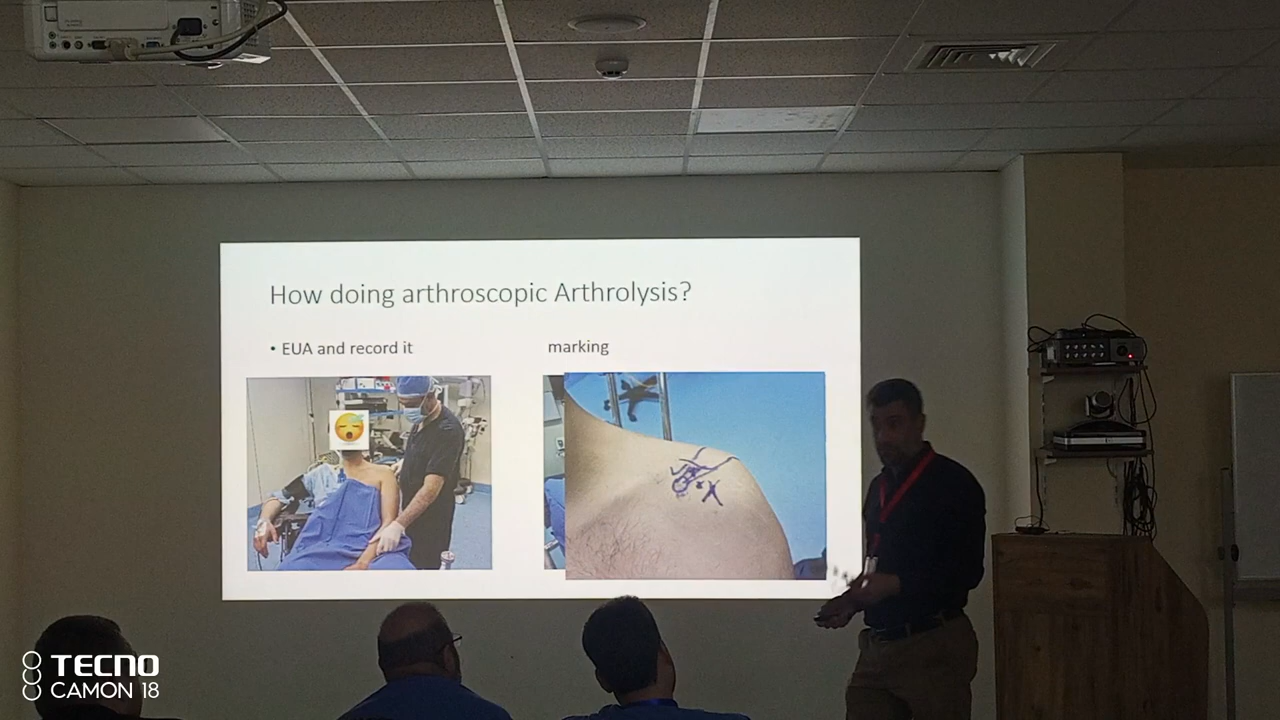 How doing arthroscopic Arthrolysis?
• EUA and record it
marking
TECNO
CAMON 18